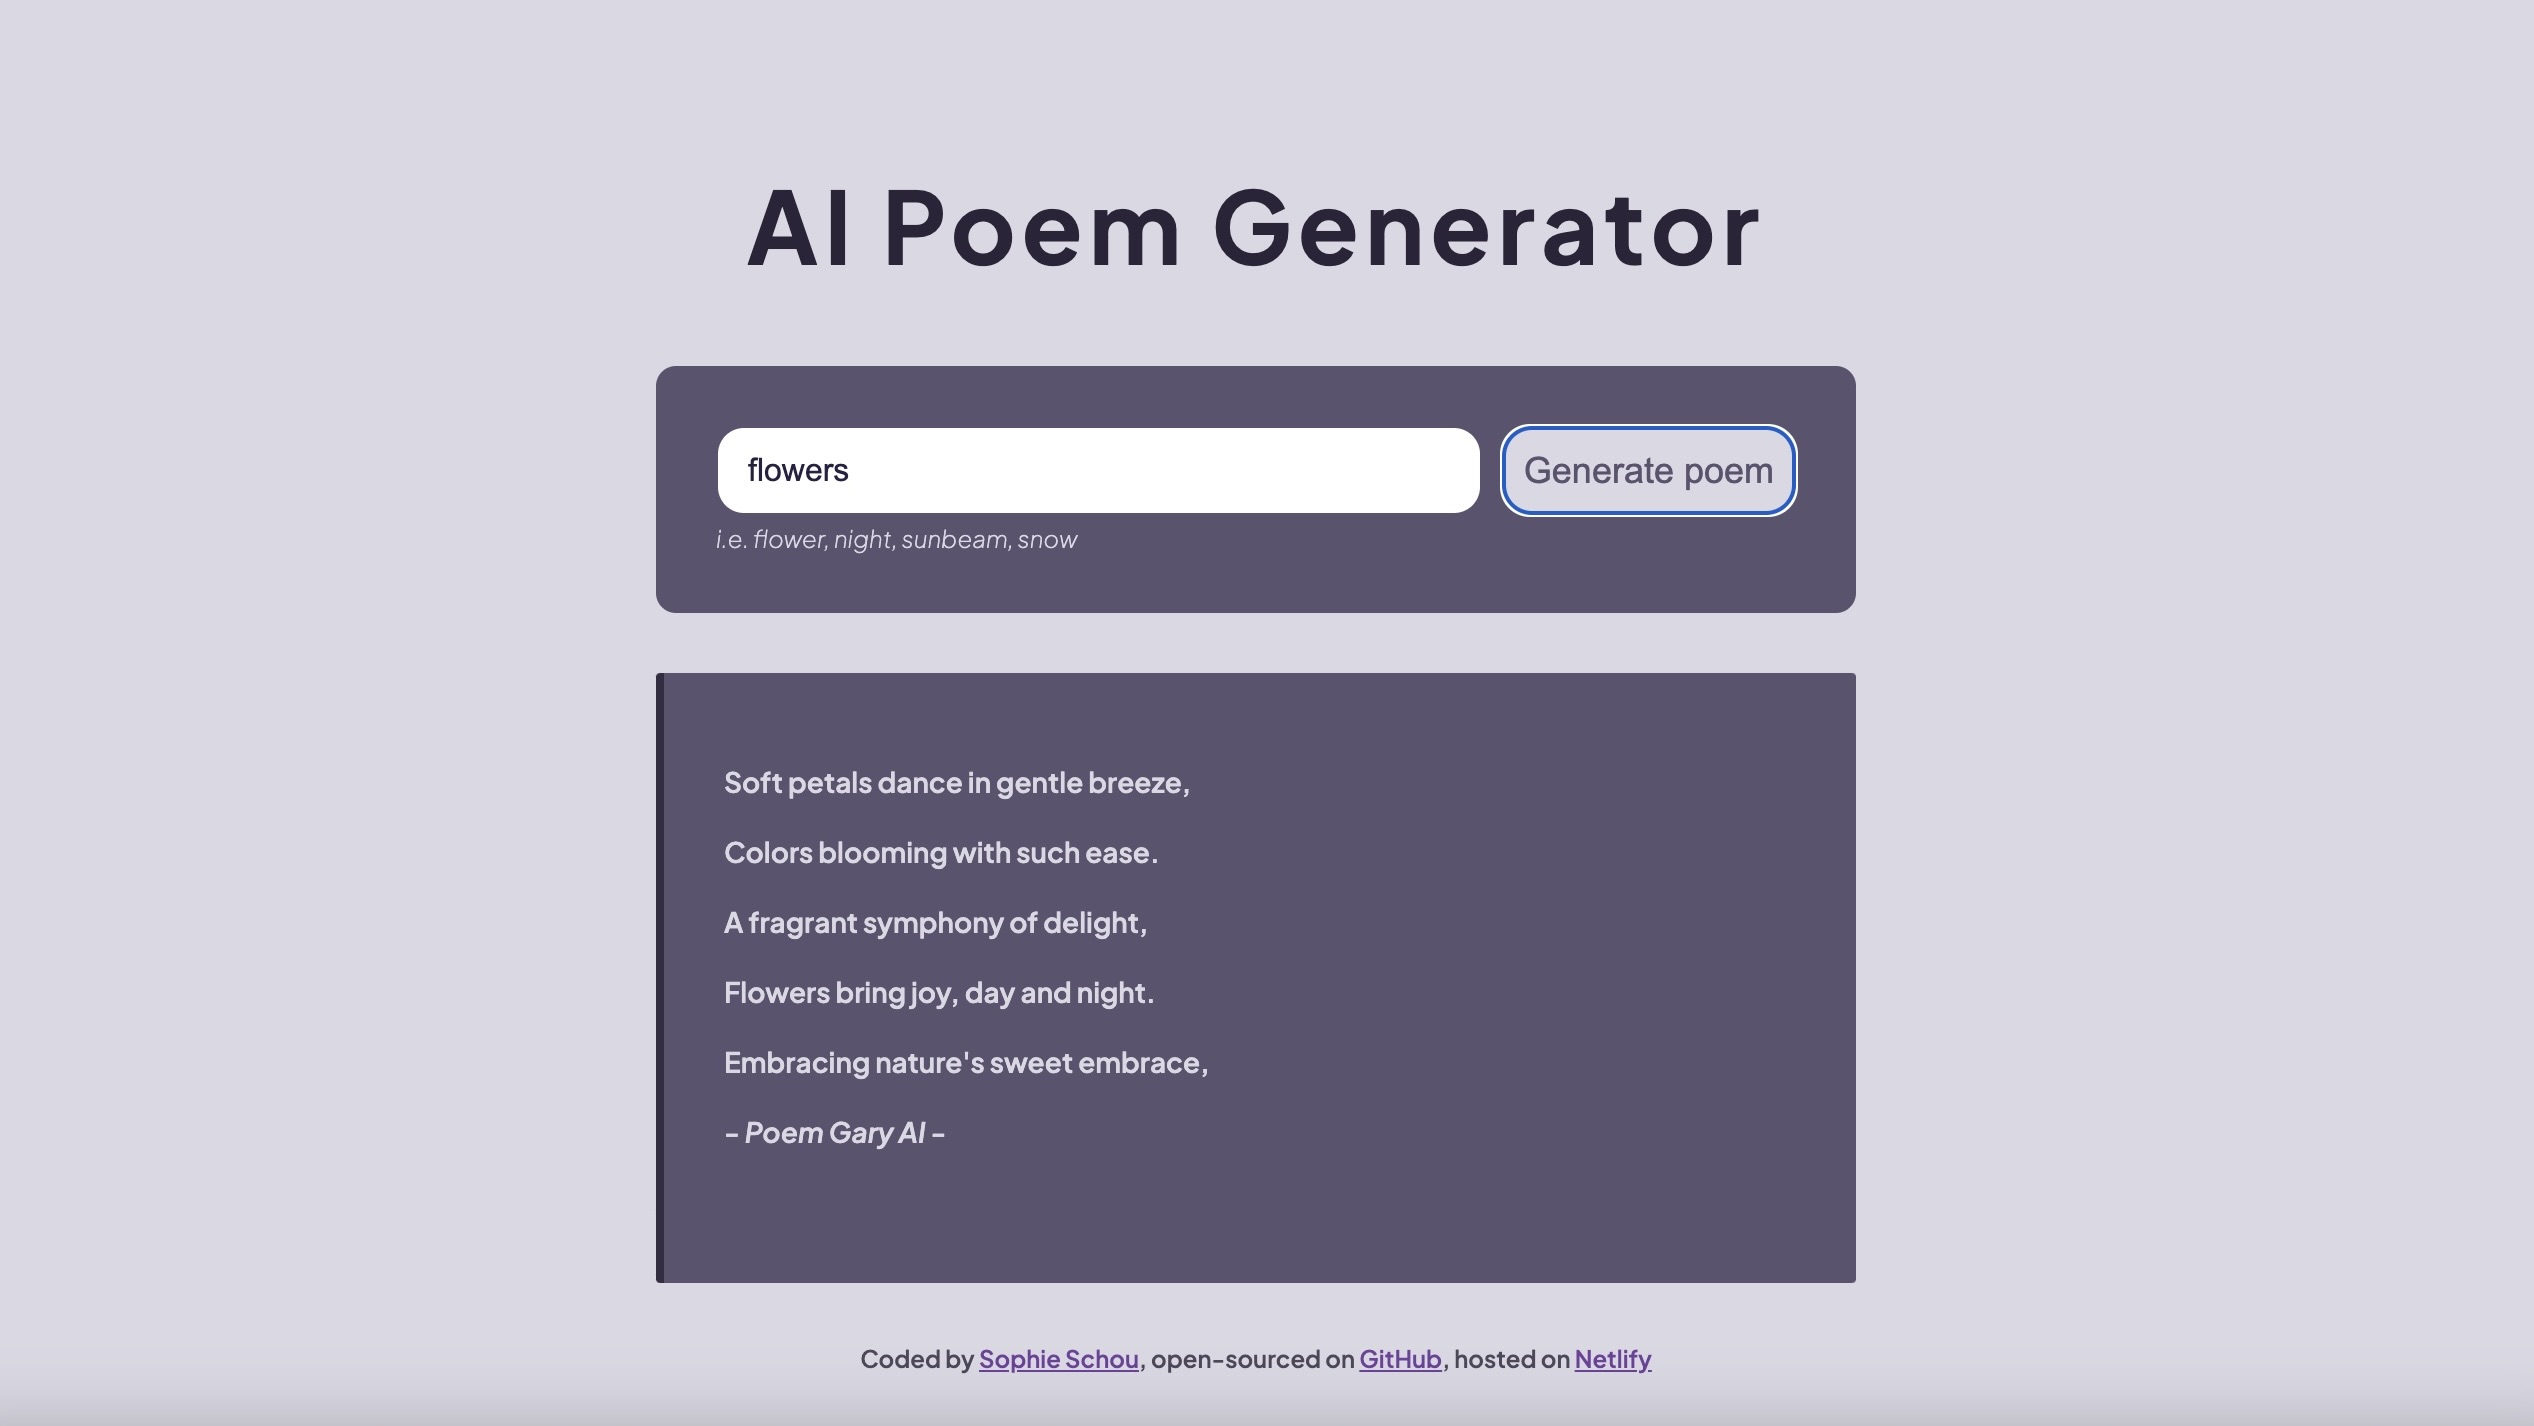 AI Poem Generator
flowers
Generate poem
i.e. flower, night, sunbeam, snow
Soft petals dance in gentle breeze,
Colors blooming with such ease.
A fragrant symphony of delight,
Flowers bring joy, day and night.
Embracing nature's sweet embrace,
- Poem Gary AI -
Coded by Sophie Schou, open-sourced on GitHub, hosted on Netlify